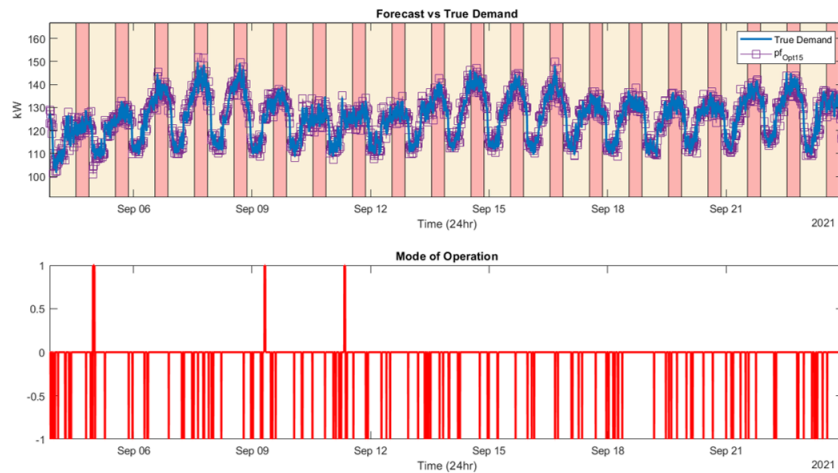 Forecast vs True Demand
160
150
140
130
120
110
100
kW
True Demand
pf_Opt15
Sep 06
Sep 09
Sep 12
Sep 15
Sep 18
Sep 21
Time (24hr)
2021
Mode of Operation
1
0.5
0
-0.5
-1
Sep 06
Sep 09
Sep 12
Sep 15
Sep 18
Sep 21
Time (24hr)
2021